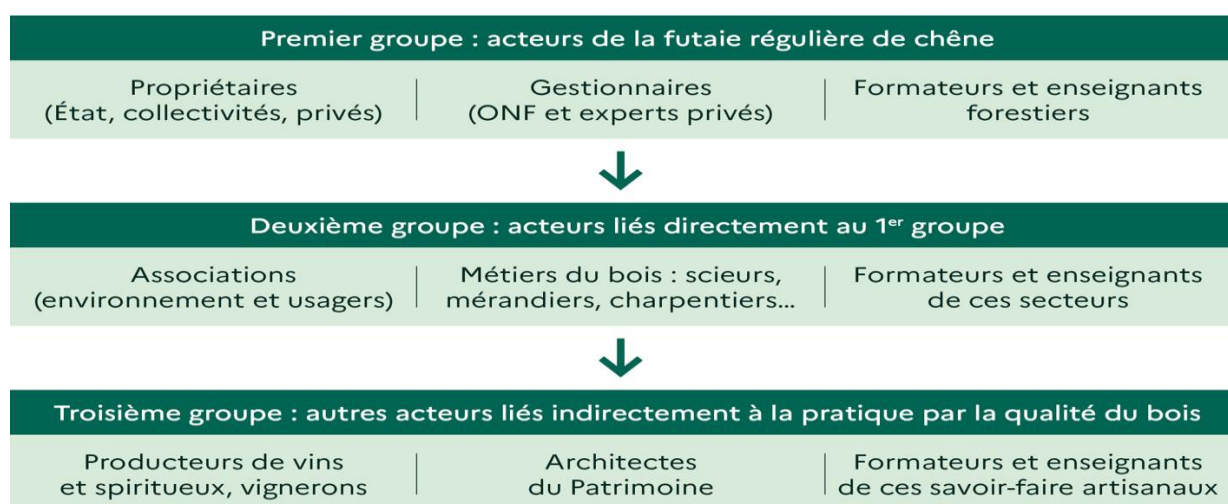 Premier groupe : acteurs de la futaie régulière de chêne
Propriétaires
(État, collectivités, privés)
Gestionnaires
(ONF et experts privés)
Formateurs et enseignants
forestiers
Deuxième groupe : acteurs liés directement au 1er groupe
Associations
(environnement et usagers)
Métiers du bois : scieurs,
mérandiers, charpentiers...
Formateurs et enseignants
de ces secteurs
Troisième groupe : autres acteurs liés indirectement à la pratique par la qualité du bois
Producteurs de vins
et spiritueux, vignerons
Architectes
du Patrimoine
Formateurs et enseignants
de ces savoir-faire artisanaux